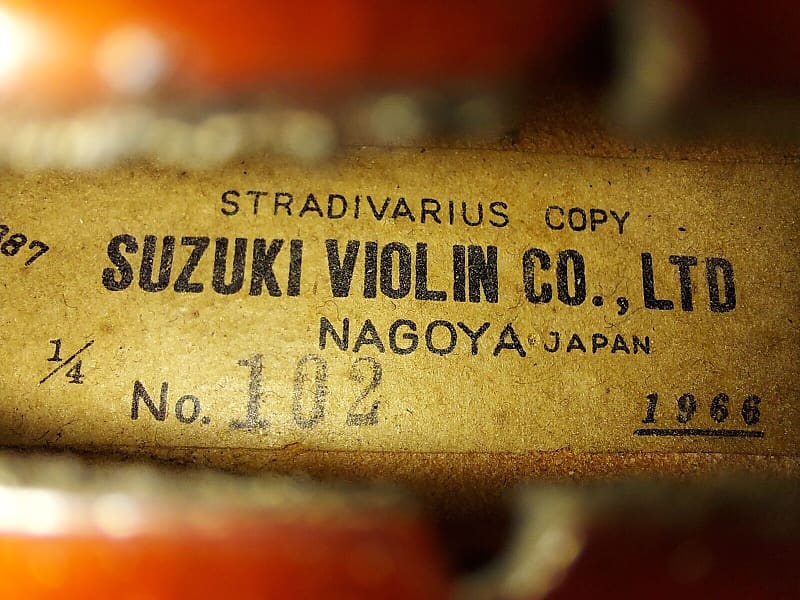 STRADIVARIUS COPY
SUZUKI VIOLIN CO., LTD
NAGOYA JAPAN
1/4
No. 102
1966